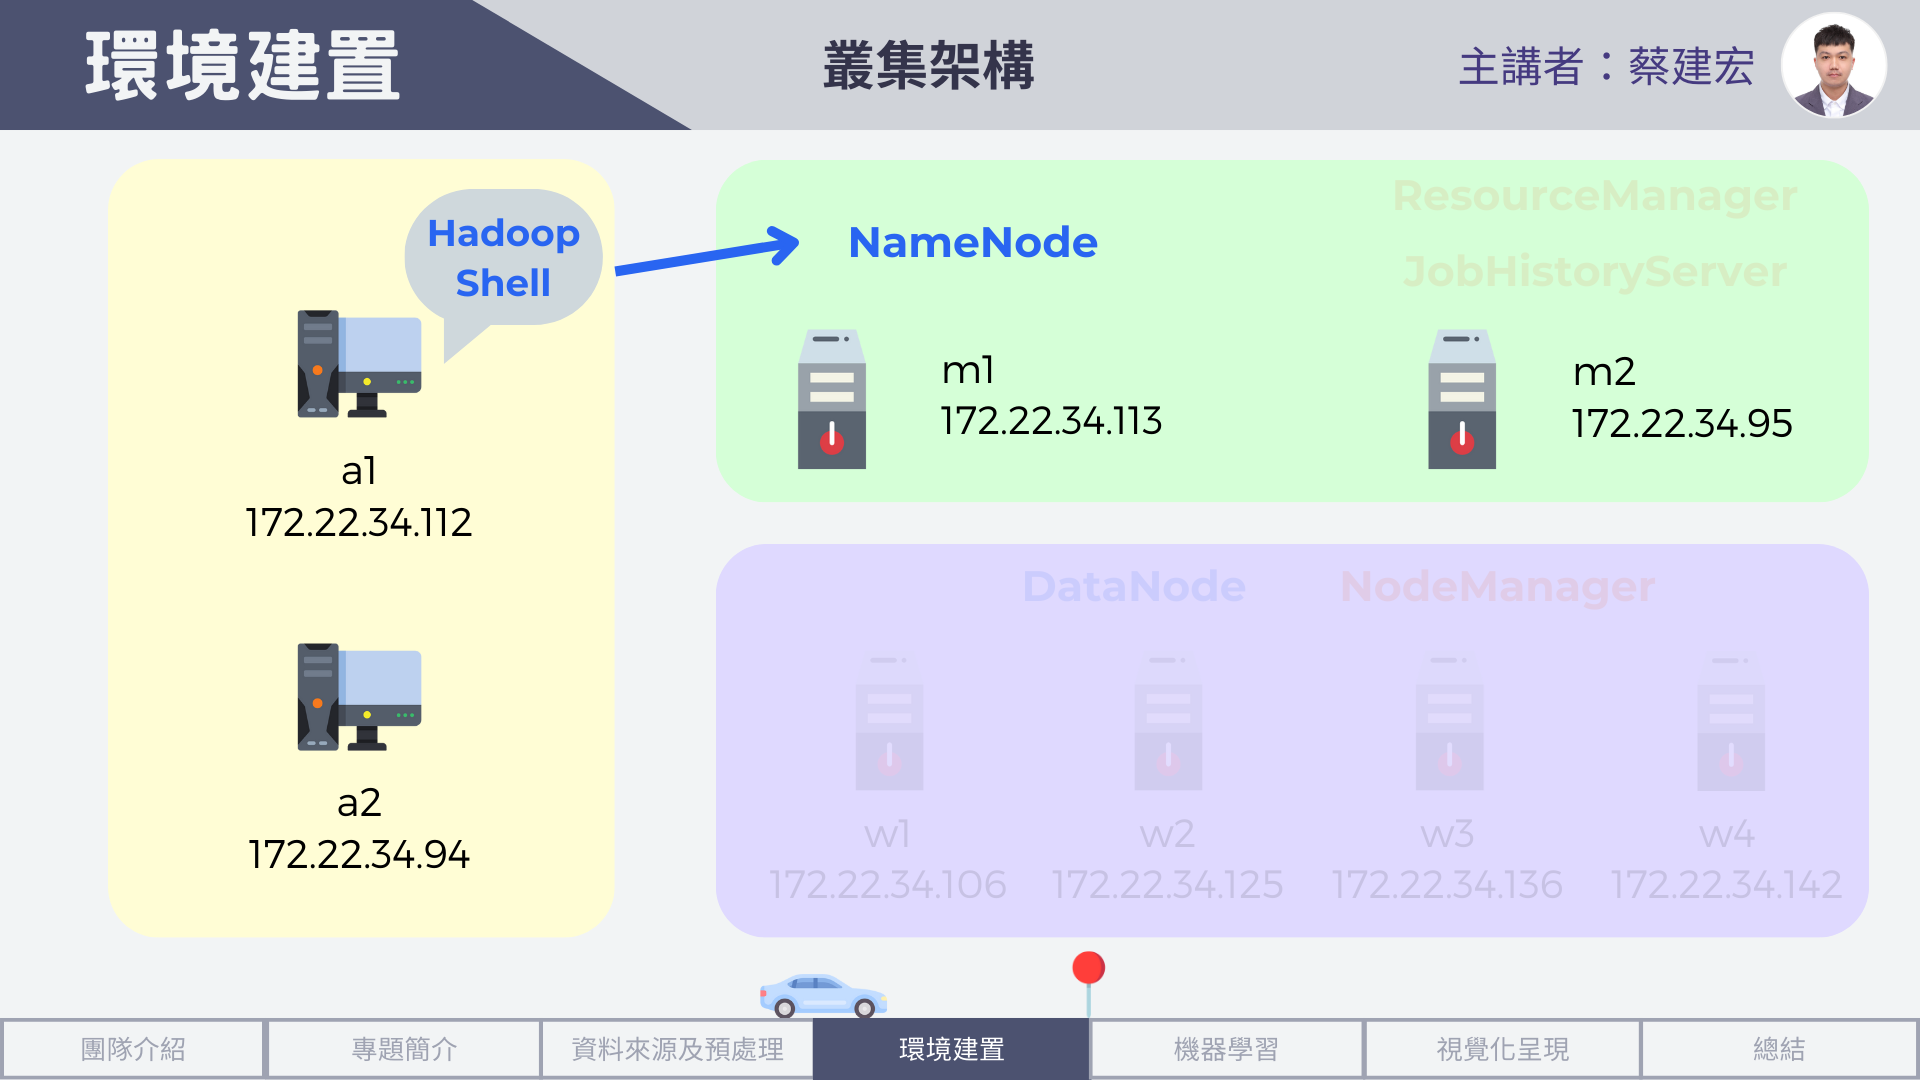 環境建置
叢集架構
主講者：蔡建宏
Hadoop
Shell
a1
172.22.34.112
a2
172.22.34.94
NameNode
ResourceManager
JobHistoryServer
m1
172.22.34.113
m2
172.22.34.95
DataNode
NodeManager
w1
172.22.34.106
w2
172.22.34.125
w3
172.22.34.136
w4
172.22.34.142
團隊介紹
專題簡介
資料來源及預處理
環境建置
機器學習
視覺化呈現
總結